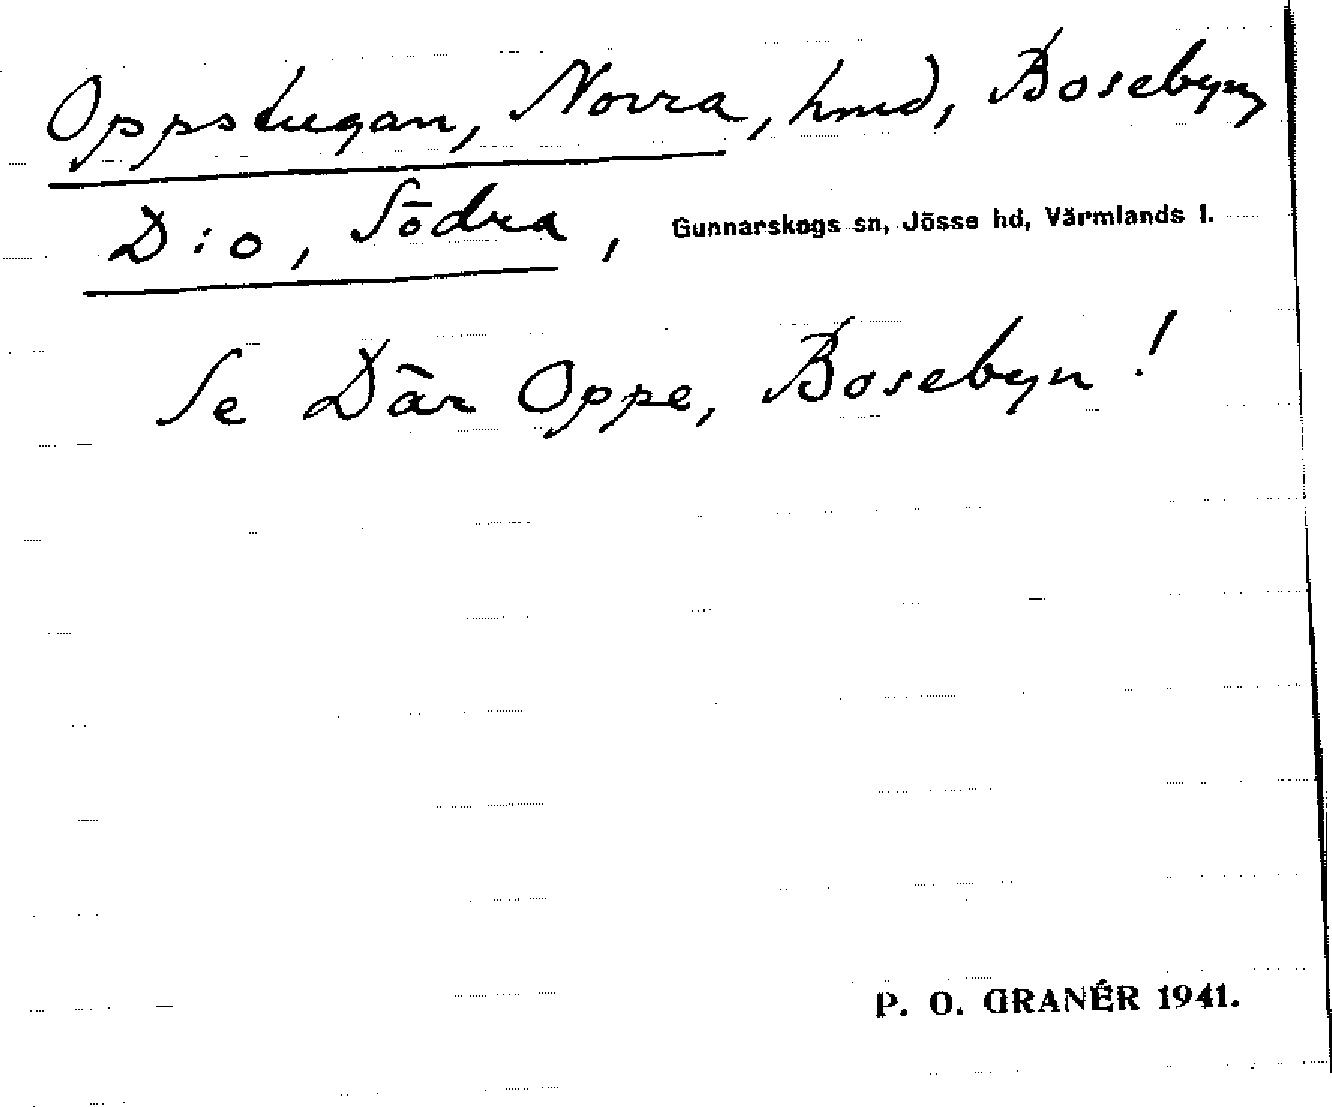 Oppstugan, Norra, hmd, Bosebyn,
D:o, Södra, Gunnarskogs sn, Jösse hd, Värmlands l.
Se Där Oppe, Bosebyn!
P. O. GRANÉR 1941.